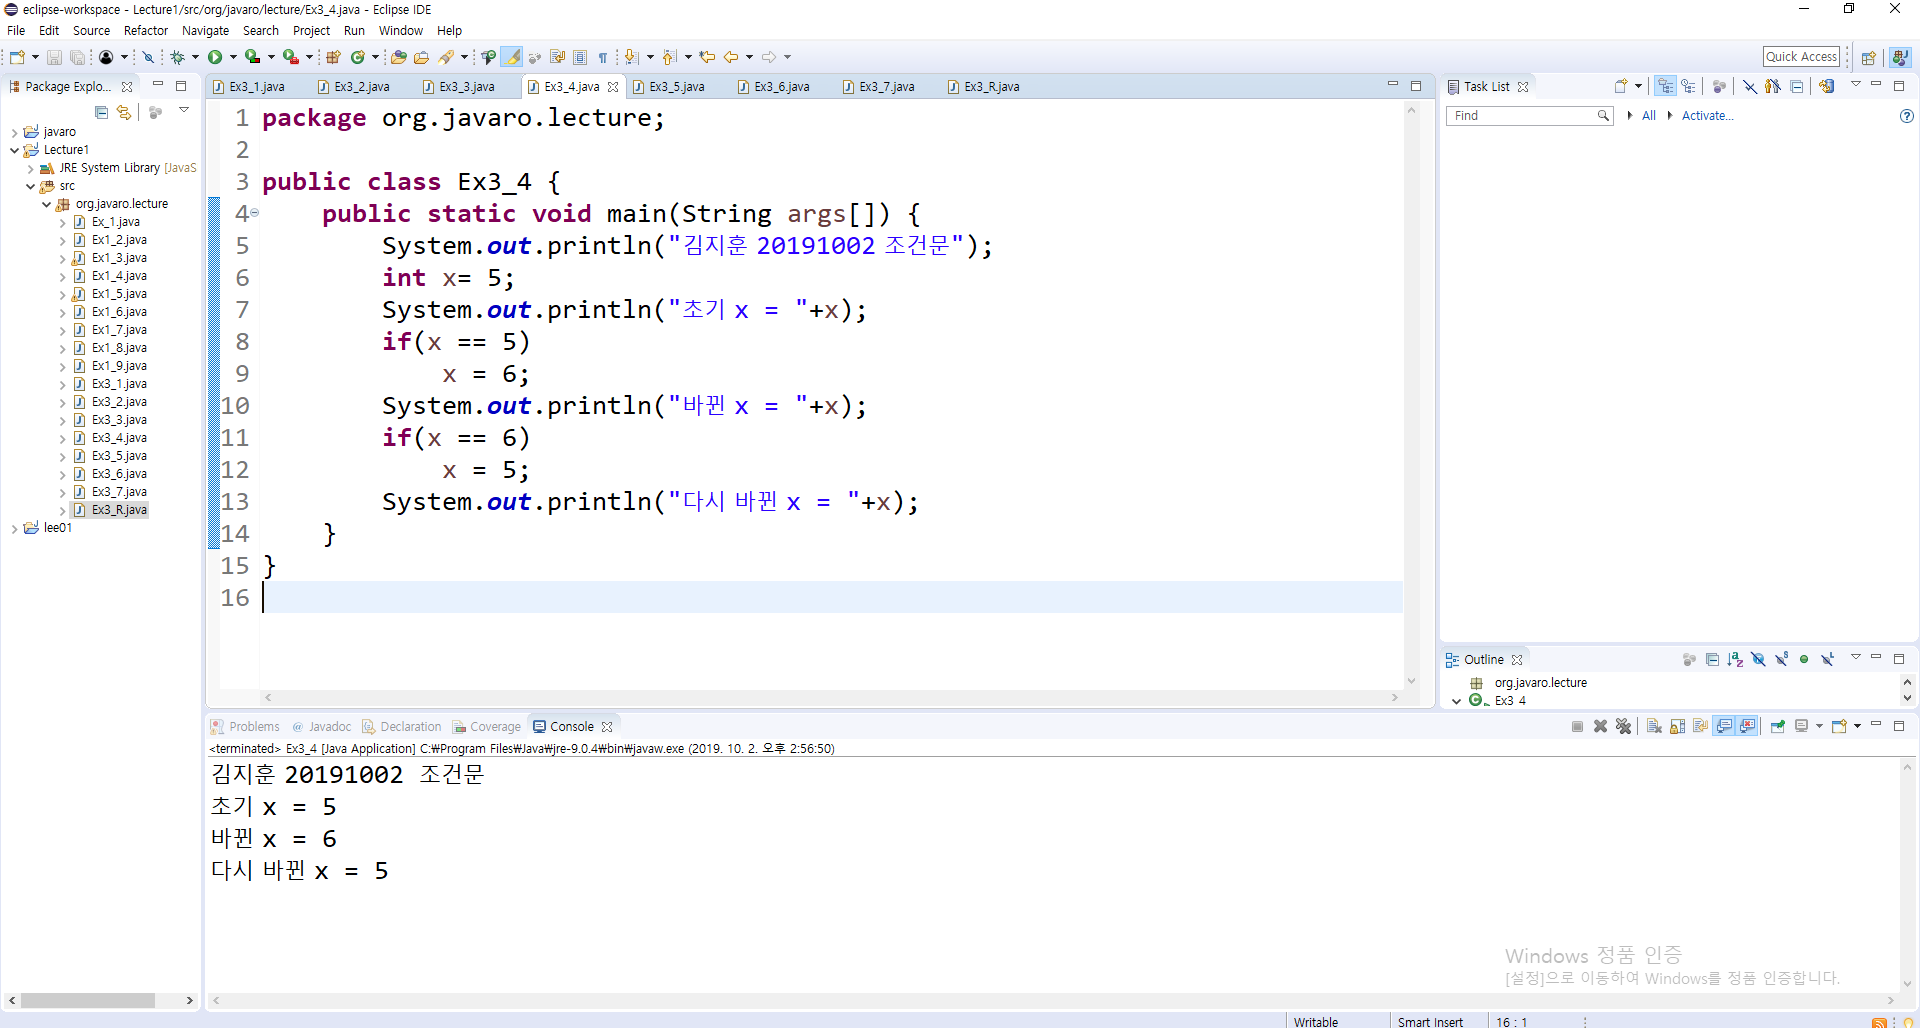 eclipse-workspace - Lecture1/src/org/javaro/lecture/Ex3_4.java - Eclipse IDE
File Edit Source Refactor Navigate Search Project Run Window Help
Quick Access
Package Explo...
javaro
Lecture1
JRE System Library [JavaS
src
org.javaro.lecture
Ex_1.java
Ex1_2.java
Ex1_3.java
Ex1_4.java
Ex1_5.java
Ex1_6.java
Ex1_7.java
Ex1_8.java
Ex1_9.java
Ex3_1.java
Ex3_2.java
Ex3_3.java
Ex3_4.java
Ex3_5.java
Ex3_6.java
Ex3_7.java
Ex3_R.java
lee01
Ex3_1.java Ex3_2.java Ex3_3.java Ex3_4.java Ex3_5.java Ex3_6.java Ex3_7.java Ex3_R.java
1 package org.javaro.lecture;
2
3 public class Ex3_4 {
4     public static void main(String args[]) {
5         System.out.println("김지훈 20191002 조건문");
6         int x= 5;
7         System.out.println("초기 x = "+x);
8         if(x == 5)
9             x = 6;
10         System.out.println("바뀐 x = "+x);
11         if(x == 6)
12             x = 5;
13         System.out.println("다시 바뀐 x = "+x);
14     }
15 }
16
Task List
Find All Activate...
Outline
org.javaro.lecture
Ex3_4
Problems @ Javadoc Declaration Coverage Console
<terminated> Ex3_4 [Java Application] C:₩Program Files₩Java₩jre-9.0.4₩bin₩javaw.exe (2019. 10. 2. 오후 2:56:50)
김지훈 20191002 조건문
초기 x = 5
바뀐 x = 6
다시 바뀐 x = 5
Windows 정품 인증
[설정]으로 이동하여 Windows를 정품 인증합니다.
Writable Smart Insert 16 : 1